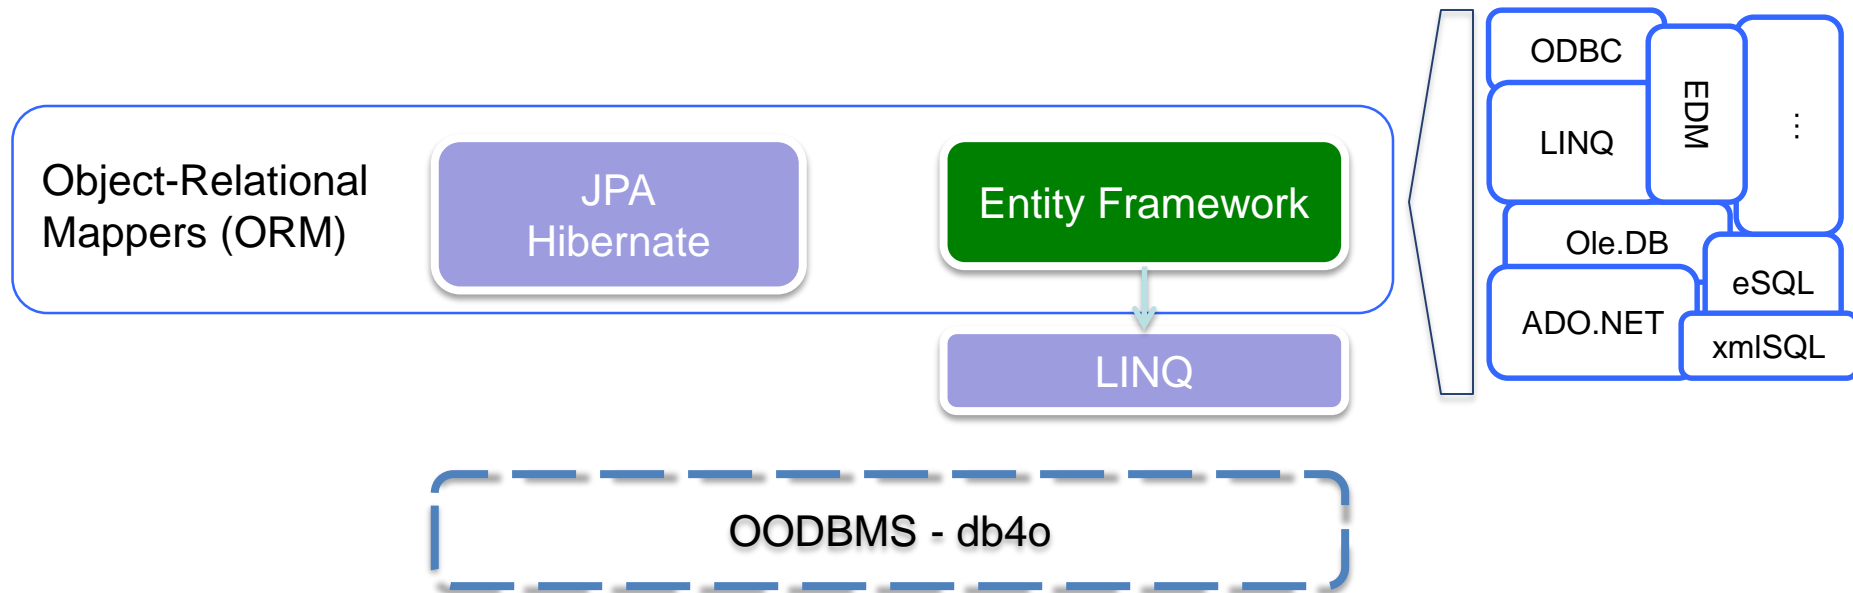 Object-Relational
Mappers (ORM)
JPA
Hibernate
Entity Framework
LINQ
OODBMS - db4o
ODBC
LINQ
EDM
...
Ole.DB
eSQL
ADO.NET
xmlSQL